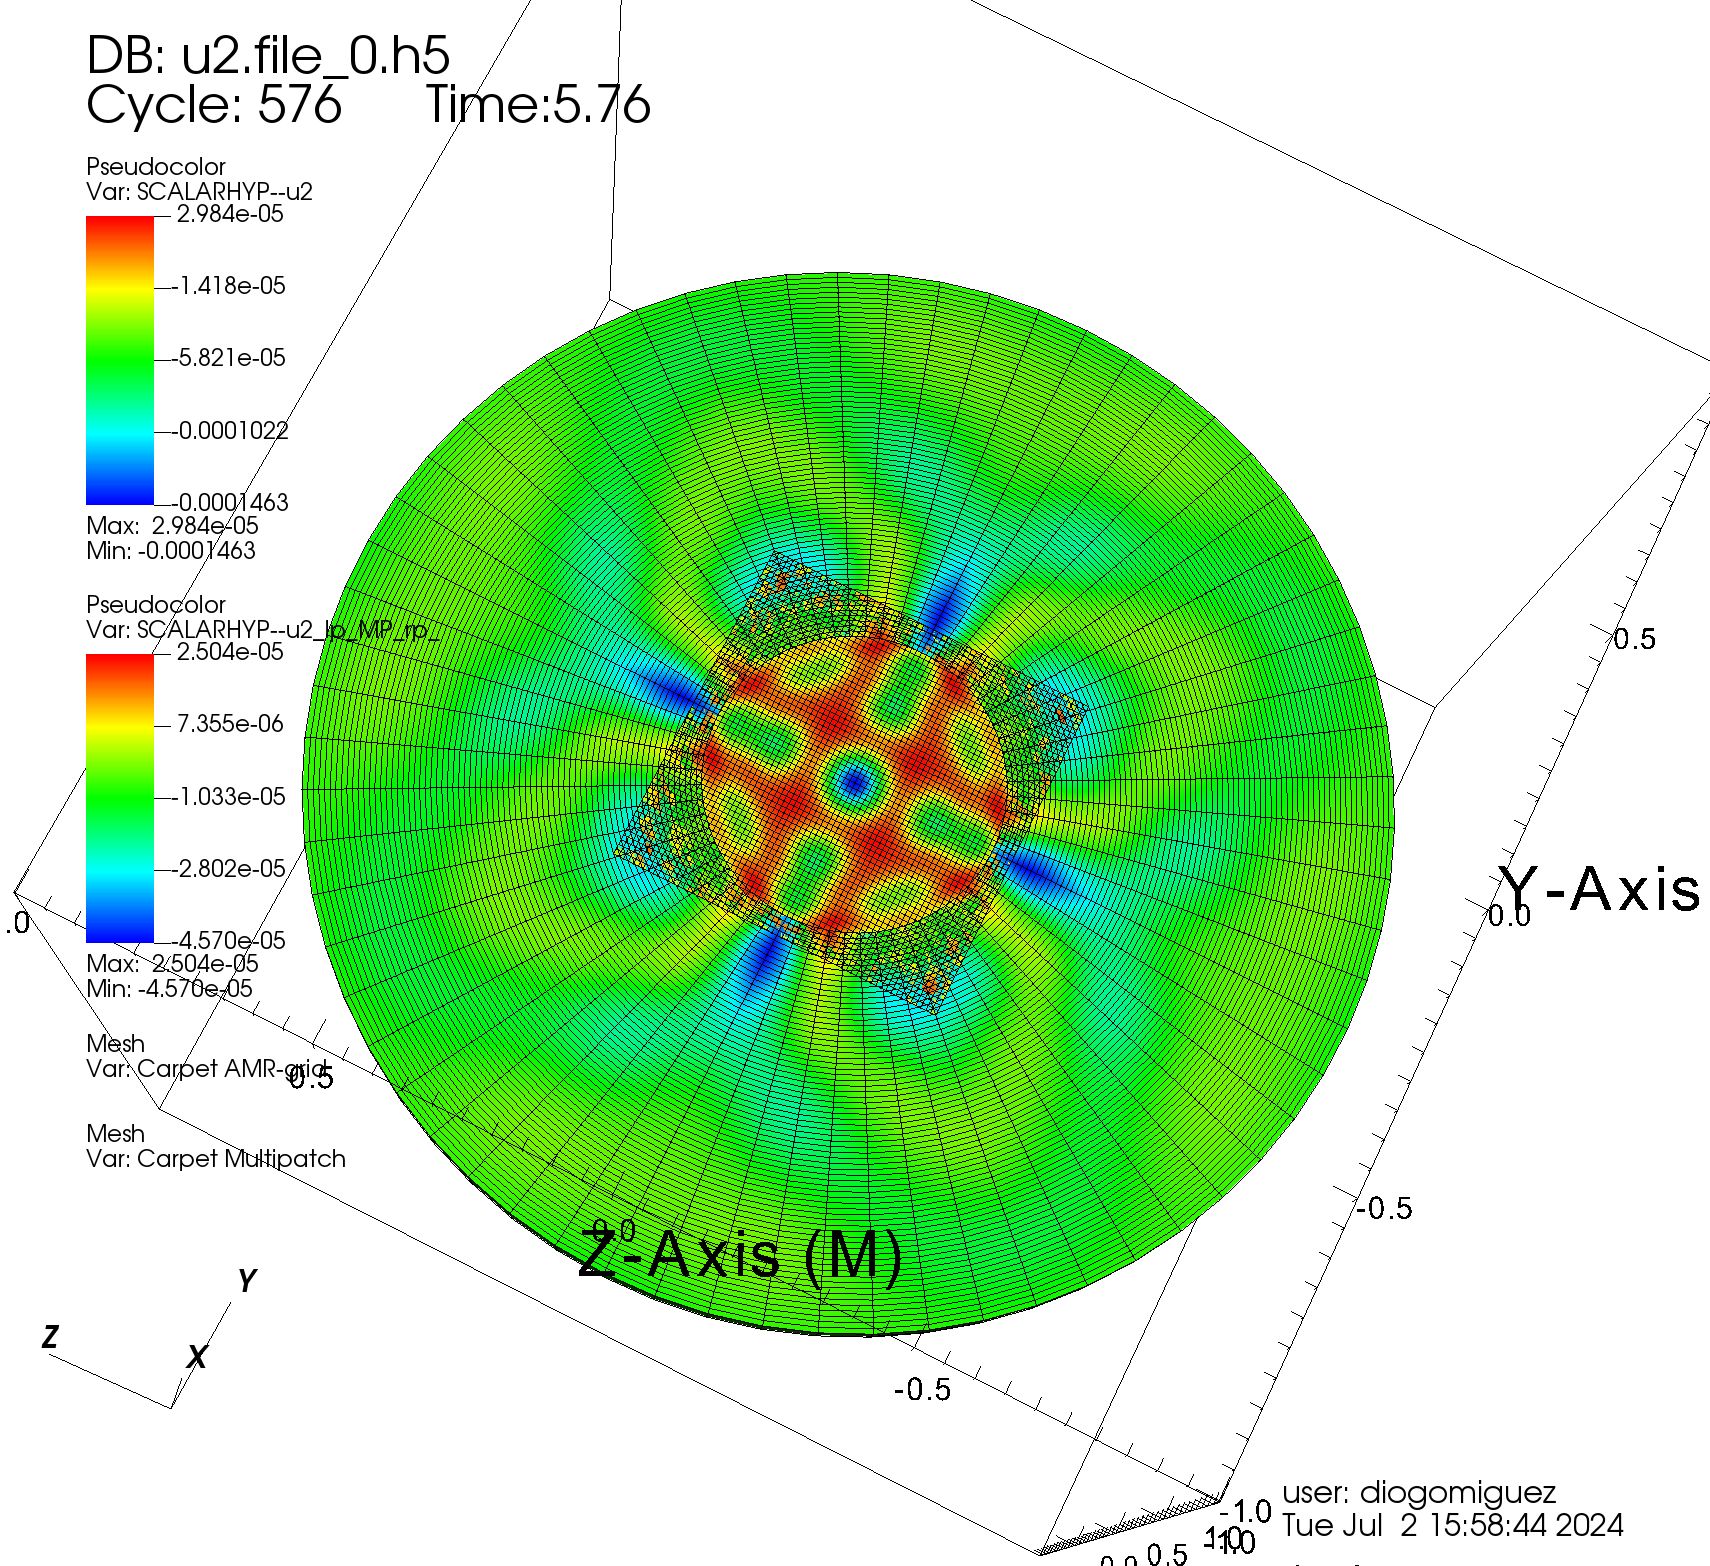 DB: u2.file_0.h5
Cycle: 576 Time:5.76
Pseudocolor
Var: SCALARHYP--u2
2.984e-05
-1.418e-05
-5.821e-05
-0.0001022
-0.0001463
Max: 2.984e-05
Min: -0.0001463
Pseudocolor
Var: SCALARHYP--u2_lp_MP_rp_
2.504e-05
7.355e-06
-1.033e-05
-2.802e-05
-4.570e-05
Max: 2.504e-05
Min: -4.570e-05
Mesh
Var: Carpet AMR-grid
Mesh
Var: Carpet Multipatch
.0
0.5
0.0
Z-Axis (M)
-0.5
0.5
Y-Axis
0.0
-0.5
-1.0
-1.0
0.5
0.0
Y
Z
X
user: diogomiguez
Tue Jul 2 15:58:44 2024